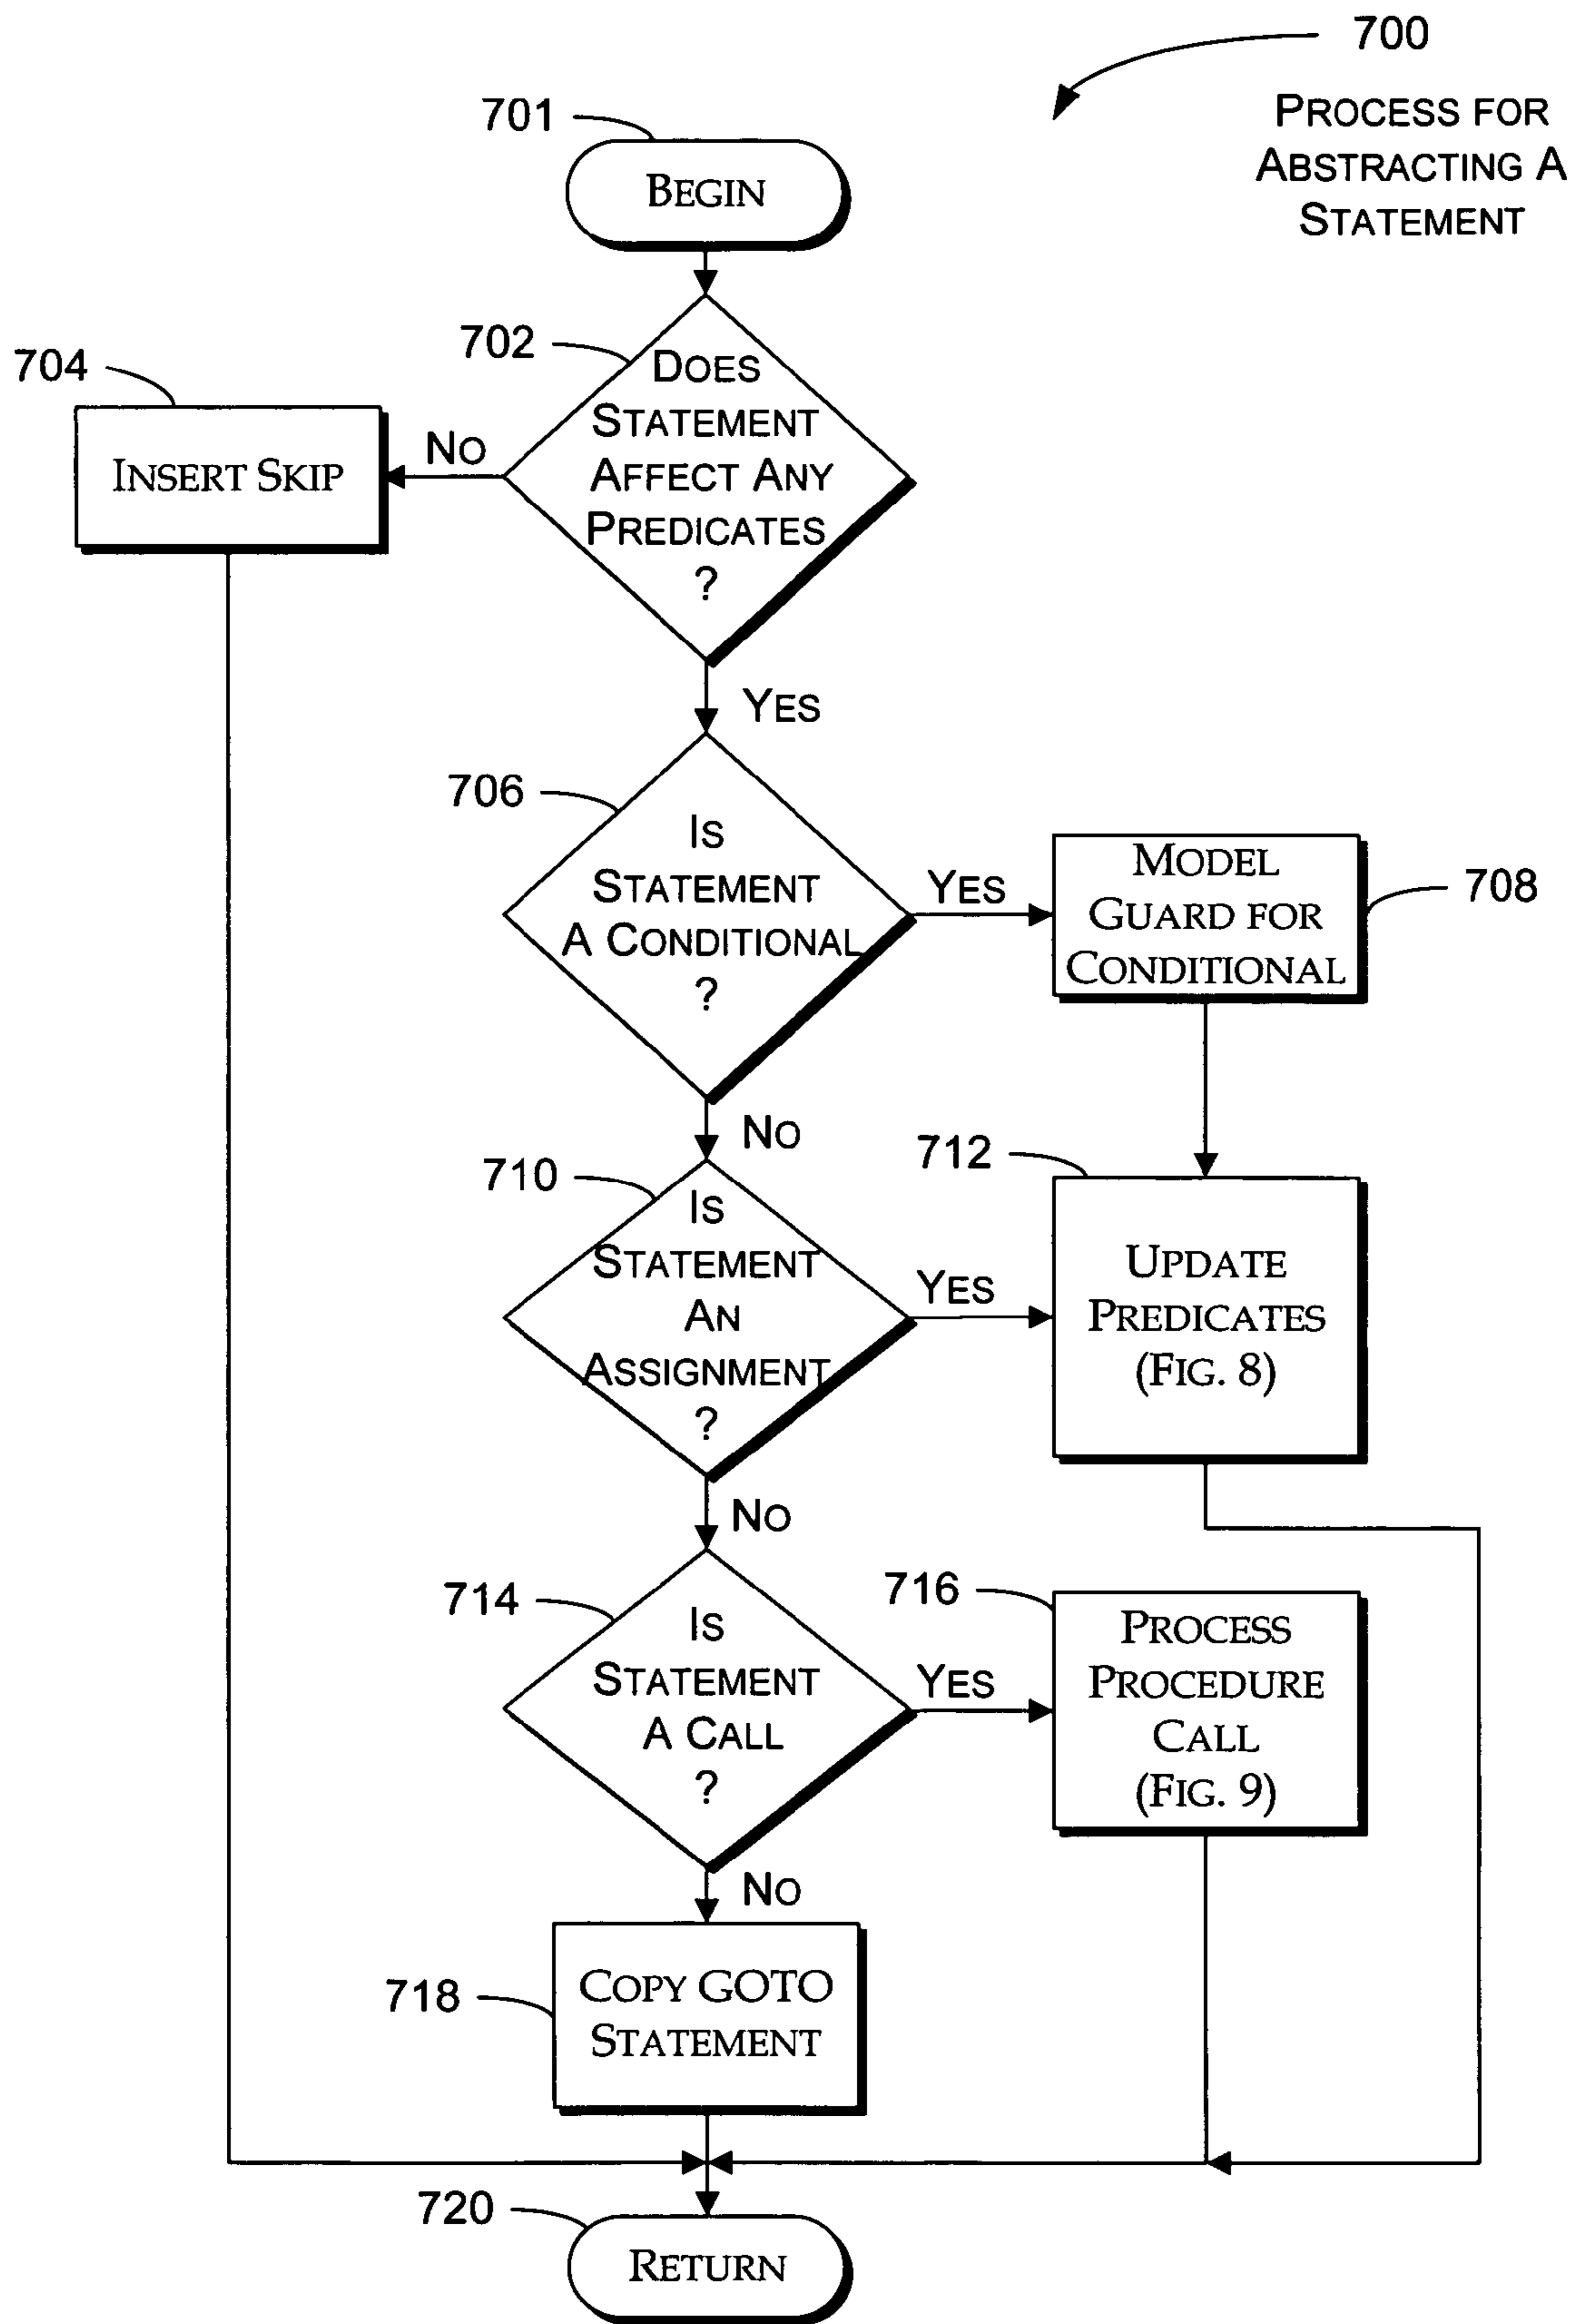 700
PROCESS FOR
ABSTRACTING A
STATEMENT
701
BEGIN
702
DOES
STATEMENT
AFFECT ANY
PREDICATES
?
704
INSERT SKIP
NO
YES
706
IS
STATEMENT
A CONDITIONAL
?
YES
MODEL
GUARD FOR
CONDITIONAL
708
NO
710
IS
STATEMENT
AN
ASSIGNMENT
?
YES
712
UPDATE
PREDICATES
(FIG. 8)
NO
714
IS
STATEMENT
A CALL
?
YES
716
PROCESS
PROCEDURE
CALL
(FIG. 9)
NO
718
COPY GOTO
STATEMENT
720
RETURN